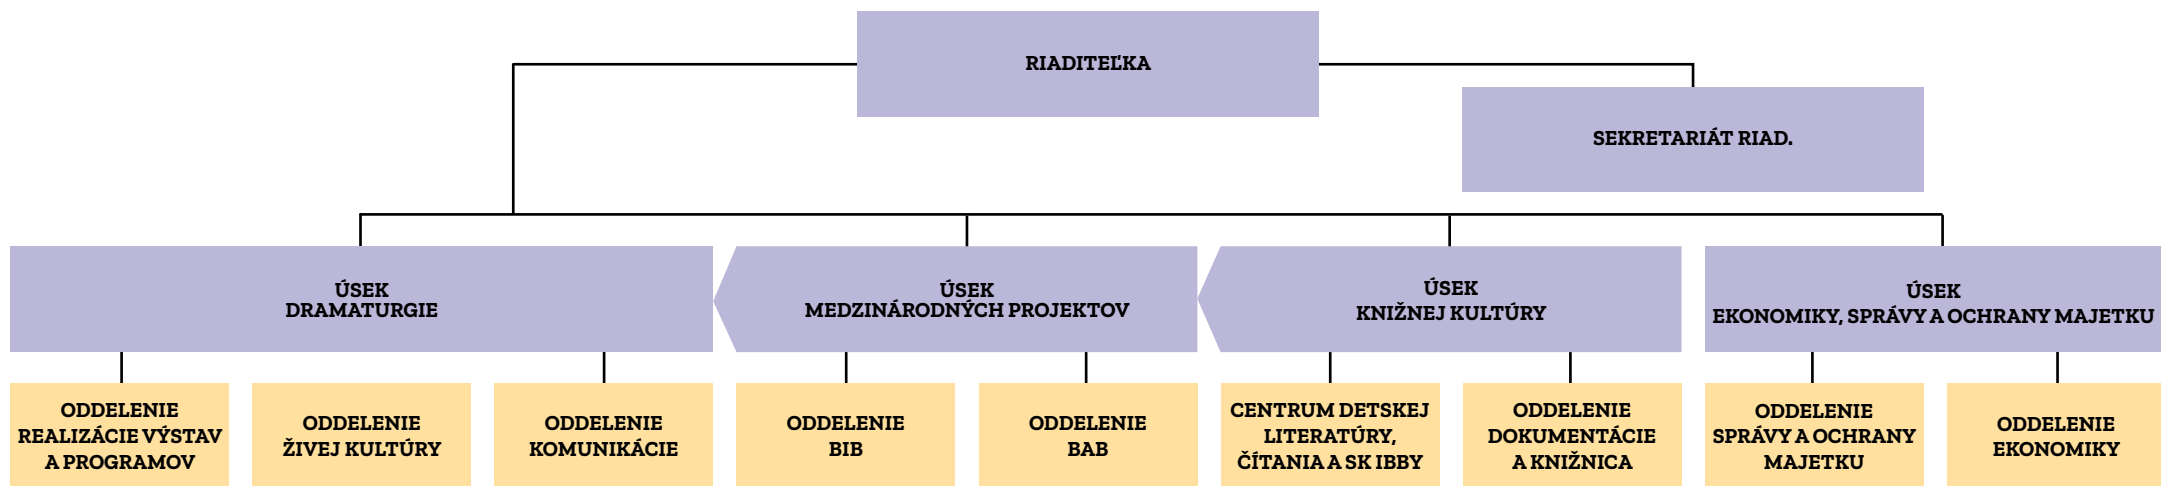 RIADITEĽKA
SEKRETARIÁT RIAD.
ÚSEK
DRAMATURGIE
ÚSEK
MEDZINÁRODNÝCH PROJEKTOV
ÚSEK
KNIŽNEJ KULTÚRY
ÚSEK
EKONOMIKY, SPRÁVY A OCHRANY MAJETKU
ODDELENIE
REALIZÁCIE VÝSTAV
A PROGRAMOV
ODDELENIE
ŽIVEJ KULTÚRY
ODDELENIE
KOMUNIKÁCIE
ODDELENIE
BIB
ODDELENIE
BAB
CENTRUM DETSKEJ
LITERATÚRY,
ČÍTANIA A SK IBBY
ODDELENIE
DOKUMENTÁCIE
A KNIŽNICA
ODDELENIE
SPRÁVY A OCHRANY
MAJETKU
ODDELENIE
EKONOMIKY